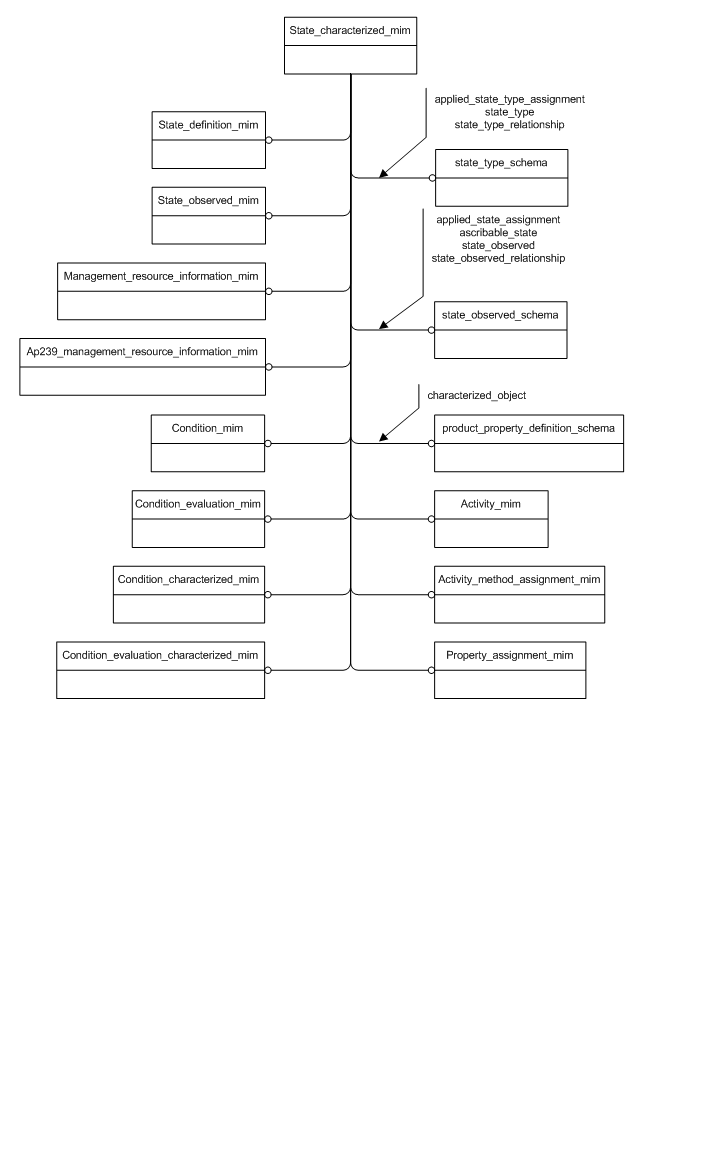 State_characterized_mim
applied_state_type_assignment
state_type
state_type_relationship
State_definition_mim
state_type_schema
State_observed_mim
applied_state_assignment
ascribable_state
state_observed
state_observed_relationship
Management_resource_information_mim
state_observed_schema
Ap239_management_resource_information_mim
characterized_object
Condition_mim
product_property_definition_schema
Condition_evaluation_mim
Activity_mim
Condition_characterized_mim
Activity_method_assignment_mim
Condition_evaluation_characterized_mim
Property_assignment_mim